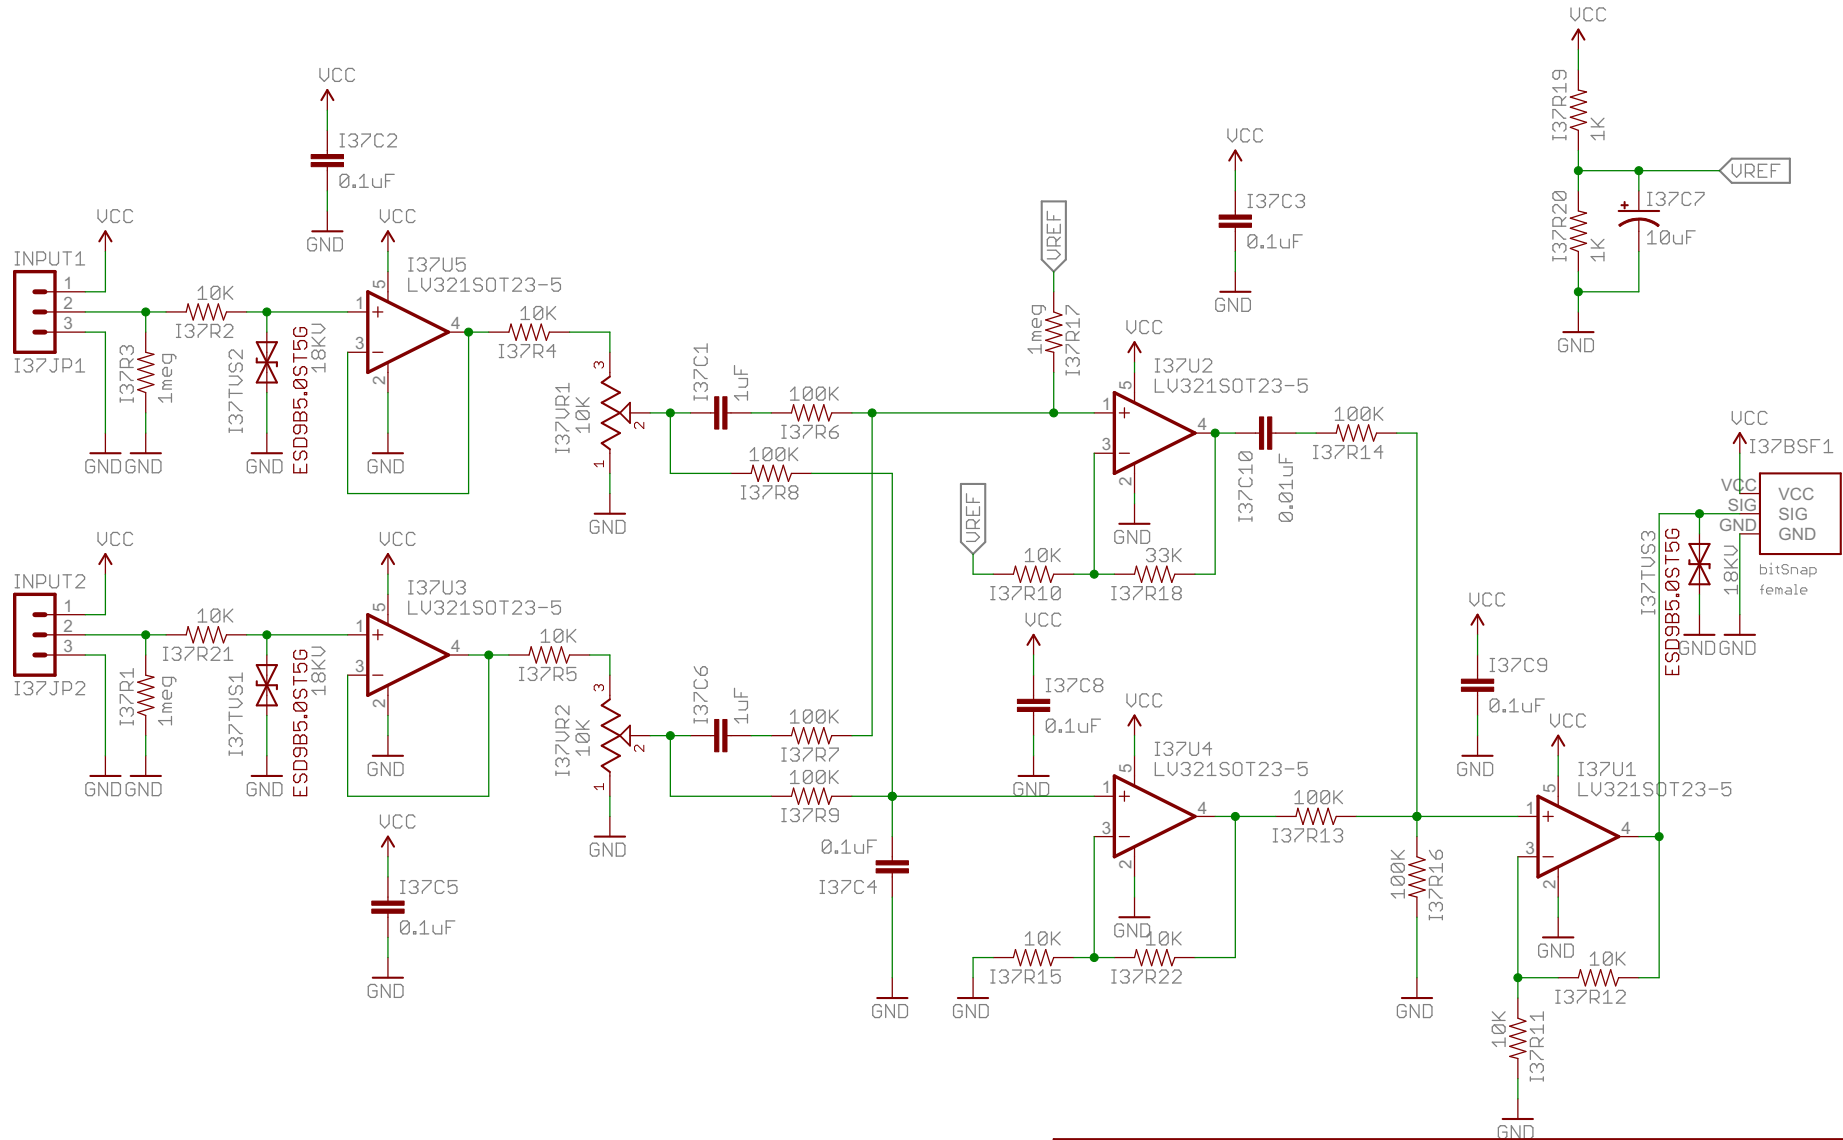 VCC
I37R19
1K
VREF
I37R20
1K
I37C7
+
10uF
GND
VCC
I37C2
0.1uF
GND
VCC
I37C3
0.1uF
GND
VREF
1meg
I37R17
INPUT1
VCC
1
2
3
I37JP1
GND
10K
I37R2
I37R3
1meg
GND
I37TVS2
ESD9B5.0ST5G
18KV
GND
VCC
I37U5
LV321SOT23-5
5
1
+
3
−
4
2
GND
10K
I37R4
3
I37VR1
10K
2
1
GND
I37C1
1uF
100K
I37R6
100K
I37R8
VCC
I37U2
LV321SOT23-5
5
1
+
3
−
4
2
GND
I37C10
0.01uF
100K
I37R14
VREF
10K
I37R10
33K
I37R18
VCC
I37BSF1
VCC
SIG
GND
VCC
SIG
GND
bitSnap
female
I37TVS3
ESD9B5.0ST5G
18KV
GND
GND
INPUT2
VCC
1
2
3
I37JP2
GND
10K
I37R21
I37R1
1meg
GND
I37TVS1
ESD9B5.0ST5G
18KV
GND
VCC
I37U3
LV321SOT23-5
5
1
+
3
−
4
2
GND
10K
I37R5
3
I37VR2
10K
2
1
GND
I37C6
1uF
100K
I37R7
100K
I37R9
0.1uF
I37C4
GND
VCC
I37C8
0.1uF
GND
VCC
I37U4
LV321SOT23-5
5
1
+
3
−
4
2
GND
100K
I37R13
10K
I37R15
GND
10K
I37R22
VCC
I37C5
0.1uF
GND
100K
I37R16
GND
VCC
I37C9
0.1uF
GND
VCC
I37U1
LV321SOT23-5
5
1
+
3
−
4
2
GND
10K
I37R12
10K
I37R11
GND